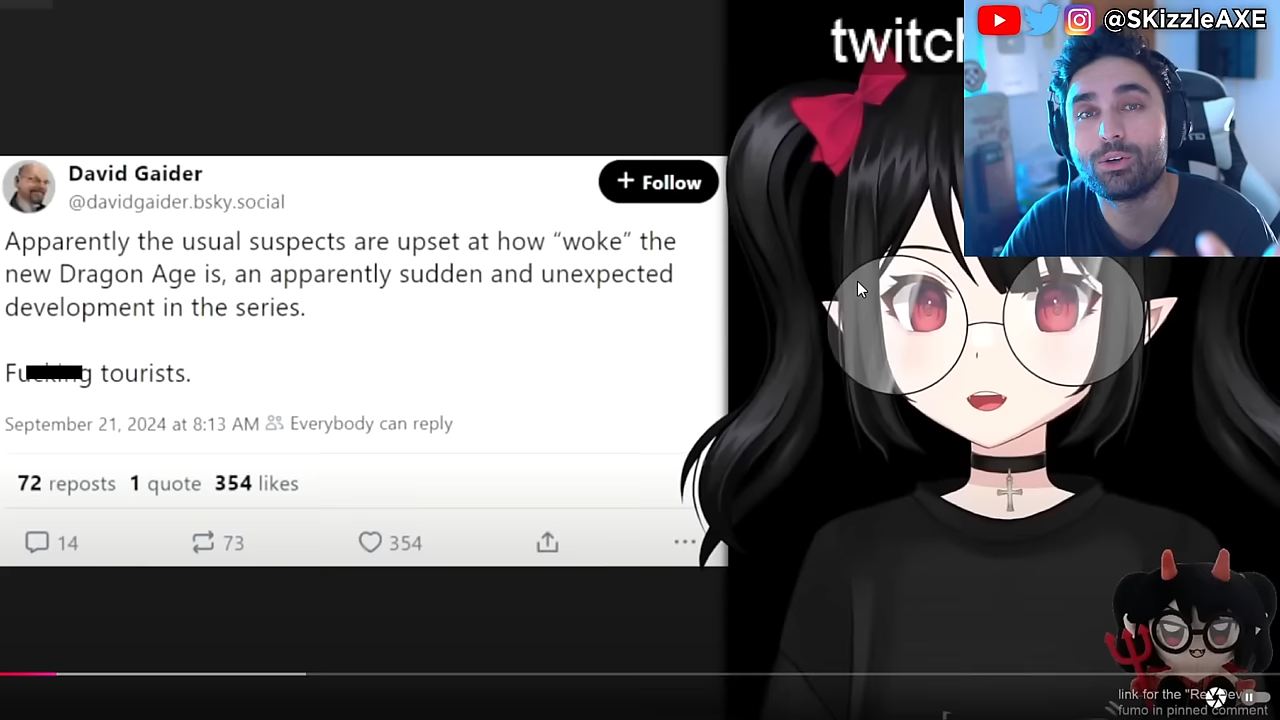 twitch
@SKizzleAXE
David Gaider
+ Follow
@davidgaider.bsky.social
Apparently the usual suspects are upset at how “woke” the
new Dragon Age is, an apparently sudden and unexpected
development in the series.
Fucking tourists.
September 21, 2024 at 8:13 AM Everybody can reply
72 reposts 1 quote 354 likes
14 73 354
link for the "Red Devil"
fumo in pinned comment